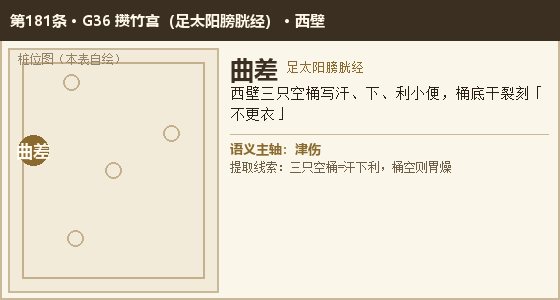 第181条・G36 攒竹宫（足太阳膀胱经）・西壁
桩位图（本表自绘）
曲差
曲差 足太阳膀胱经
西壁三只空桶写汗、下、利小便，桶底干裂刻「
不更衣」
语义主轴：津伤
提取线索：三只空桶=汗下利，桶空则胃燥